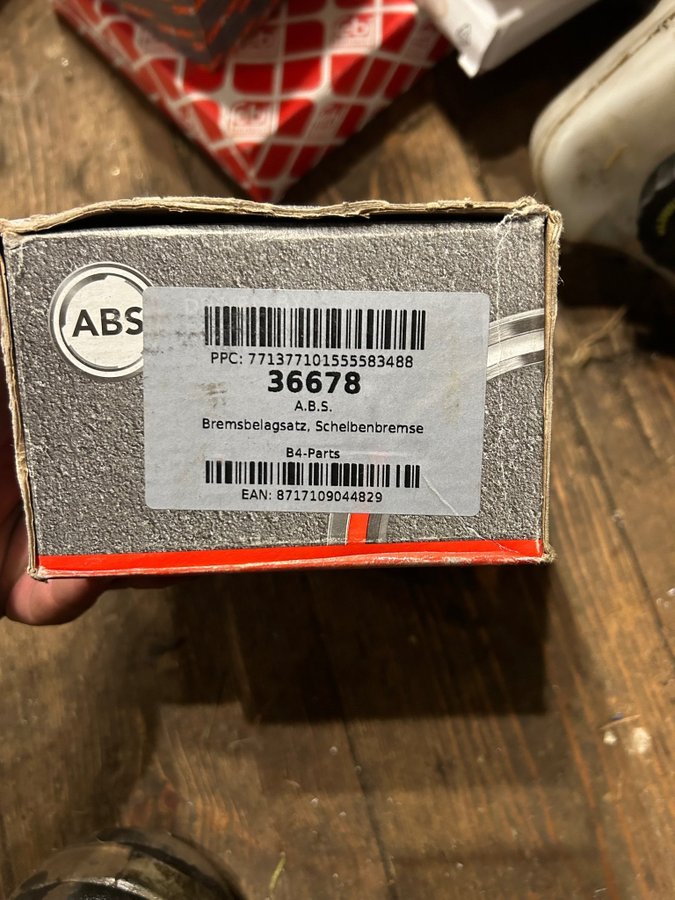 ABS
PPC: 771377101555583488
36678
A.B.S.
Bremsbelagsatz, Scheibenbremse
B4-Parts
EAN: 8717109044829